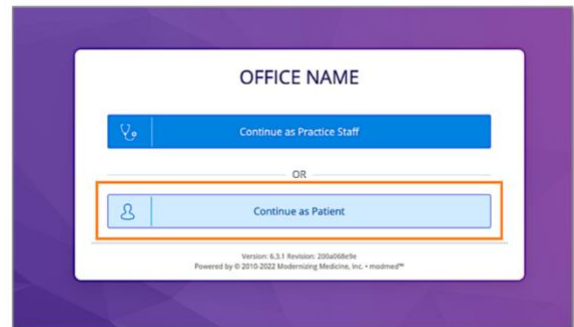 OFFICE NAME
Continue as Practice Staff
OR
Continue as Patient
Version: 6.3.1 Revision: 200a068e9e
Powered by © 2010-2022 Modernizing Medicine, Inc. • modmed™